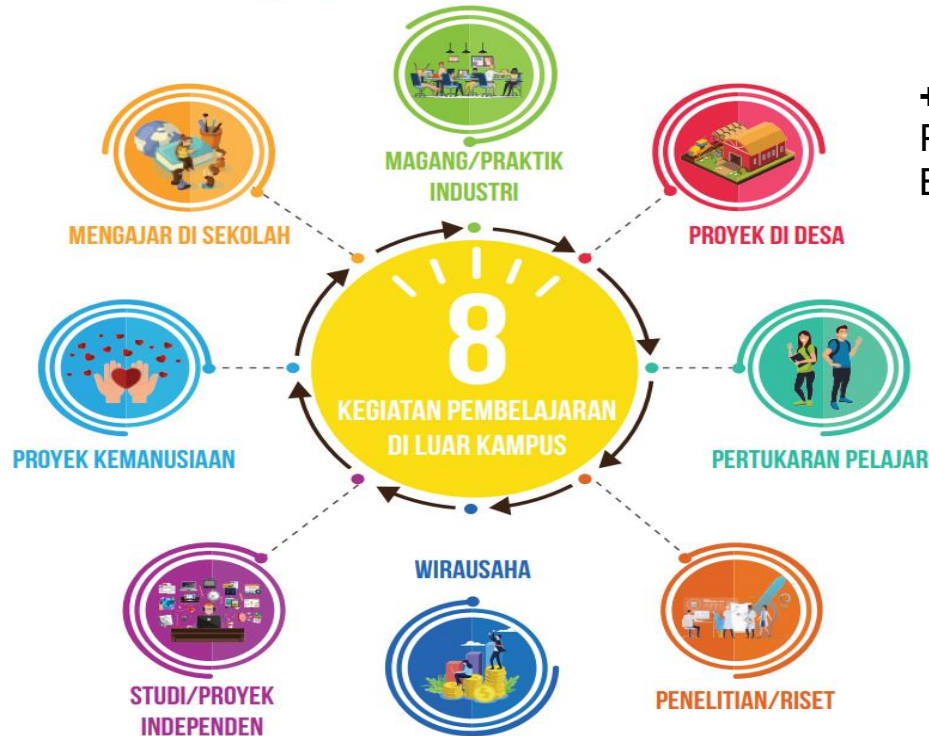 MAGANG/PRAKTIK
INDUSTRI
MENGAJAR DI SEKOLAH
PROYEK DI DESA
8
KEGIATAN PEMBELAJARAN
DI LUAR KAMPUS
PROYEK KEMANUSIAAN
PERTUKARAN PELAJAR
WIRAUSAHA
STUDI/PROYEK
INDEPENDEN
PENELITIAN/RISET